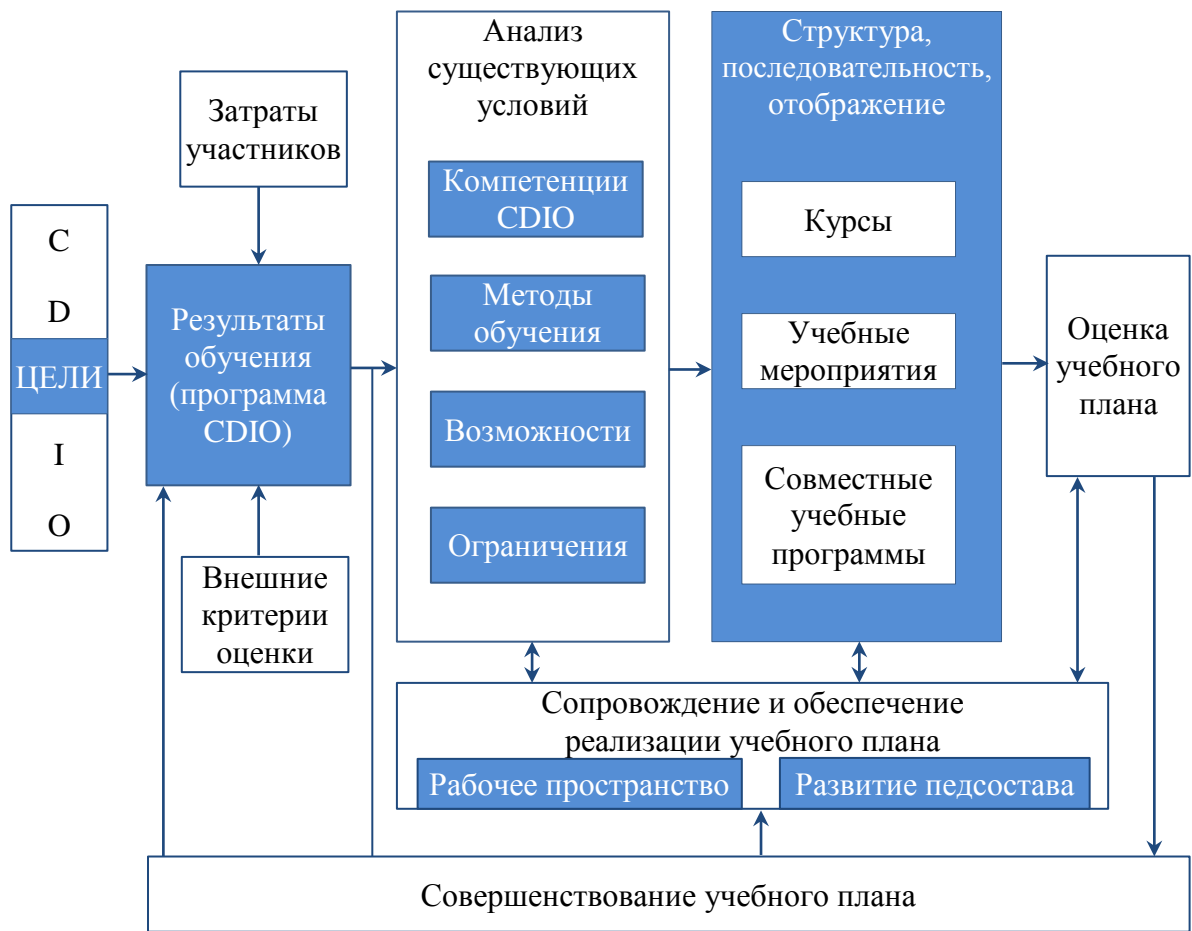 C
D
ЦЕЛИ
I
O
Затраты
участников
Результаты
обучения
(программа
CDIO)
Внешние
критерии
оценки
Анализ
существующих
условий
Компетенции
CDIO
Методы
обучения
Возможности
Ограничения
Структура,
последовательность,
отображение
Курсы
Учебные
мероприятия
Совместные
учебные
программы
Оценка
учебного
плана
Сопровождение и обеспечение
реализации учебного плана
Рабочее пространство
Развитие педсостава
Совершенствование учебного плана